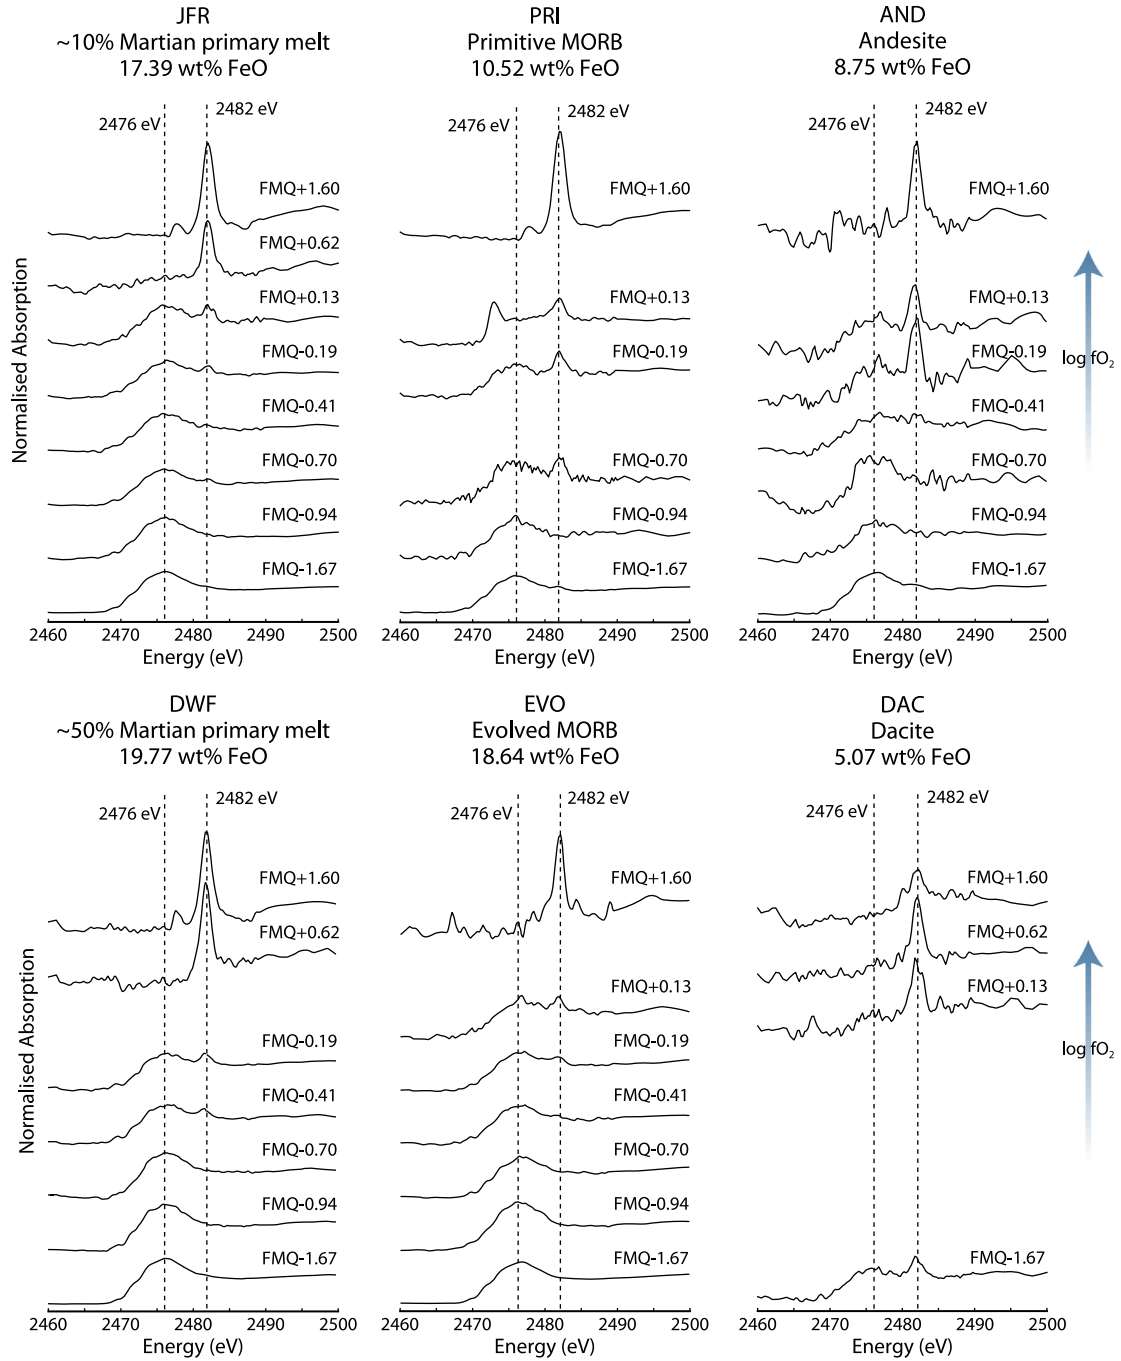 JFR
~10% Martian primary melt
17.39 wt% FeO
2476 eV
2482 eV
FMQ+1.60
FMQ+0.62
FMQ+0.13
FMQ-0.19
FMQ-0.41
FMQ-0.70
FMQ-0.94
FMQ-1.67
2460 2470 2480 2490 2500
Energy (eV)
Normalised Absorption
PRI
Primitive MORB
10.52 wt% FeO
2476 eV
2482 eV
FMQ+1.60
FMQ+0.13
FMQ-0.19
FMQ-0.70
FMQ-0.94
FMQ-1.67
2460 2470 2480 2490 2500
Energy (eV)
AND
Andesite
8.75 wt% FeO
2476 eV
2482 eV
FMQ+1.60
FMQ+0.13
FMQ-0.19
FMQ-0.41
FMQ-0.70
FMQ-0.94
FMQ-1.67
2460 2470 2480 2490 2500
Energy (eV)
log fO₂
DWF
~50% Martian primary melt
19.77 wt% FeO
2476 eV
2482 eV
FMQ+1.60
FMQ+0.62
FMQ-0.19
FMQ-0.41
FMQ-0.70
FMQ-0.94
FMQ-1.67
2460 2470 2480 2490 2500
Energy (eV)
Normalised Absorption
EVO
Evolved MORB
18.64 wt% FeO
2476 eV
2482 eV
FMQ+1.60
FMQ+0.13
FMQ-0.19
FMQ-0.41
FMQ-0.70
FMQ-0.94
FMQ-1.67
2460 2470 2480 2490 2500
Energy (eV)
DAC
Dacite
5.07 wt% FeO
2476 eV
2482 eV
FMQ+1.60
FMQ+0.62
FMQ+0.13
FMQ-1.67
2460 2470 2480 2490 2500
Energy (eV)
log fO₂